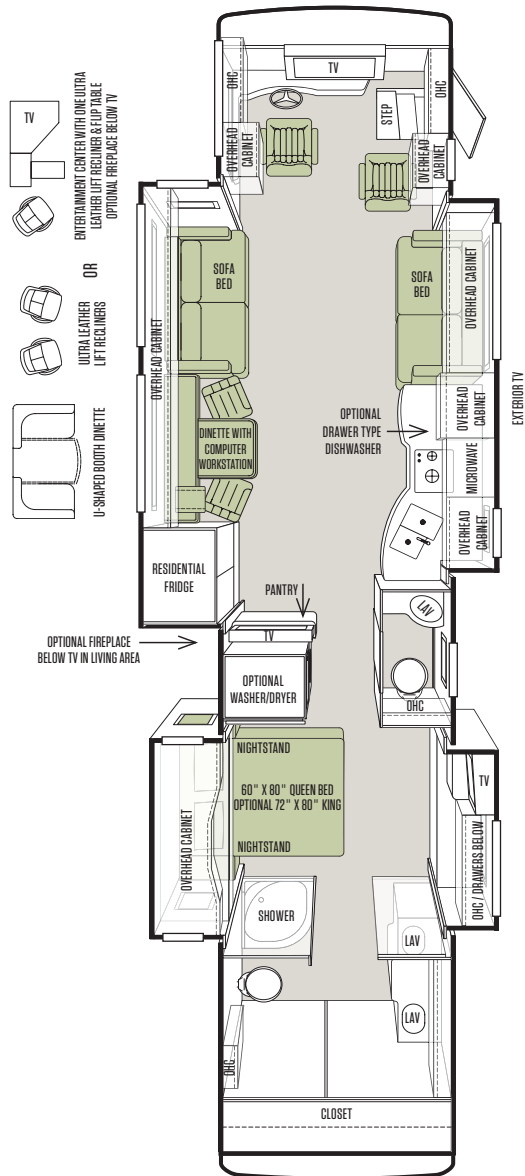 TV
ENTERTAINMENT CENTER WITH ONE ULTRA
LEATHER LIFT RECLINER & FLIP TABLE
OPTIONAL FIREPLACE BELOW TV
OR
ULTRA LEATHER
LIFT RECLINERS
U-SHAPED BOOTH DINETTE
OHC
TV
OHC
STEP
OVERHEAD
CABINET
OVERHEAD
CABINET
OVERHEAD CABINET
SOFA
BED
SOFA
BED
OVERHEAD CABINET
DINETTE WITH
COMPUTER
WORKSTATION
OPTIONAL
DRAWER TYPE
DISHWASHER
OVERHEAD
CABINET
MICROWAVE
OVERHEAD
CABINET
EXTERIOR TV
RESIDENTIAL
FRIDGE
PANTRY
LAV
OPTIONAL FIREPLACE
BELOW TV IN LIVING AREA
TV
OPTIONAL
WASHER/DRYER
OHC
OVERHEAD CABINET
NIGHTSTAND
60" X 80" QUEEN BED
OPTIONAL 72" X 80" KING
NIGHTSTAND
TV
OHC / DRAWERS BELOW
SHOWER
LAV
LAV
OHC
CLOSET